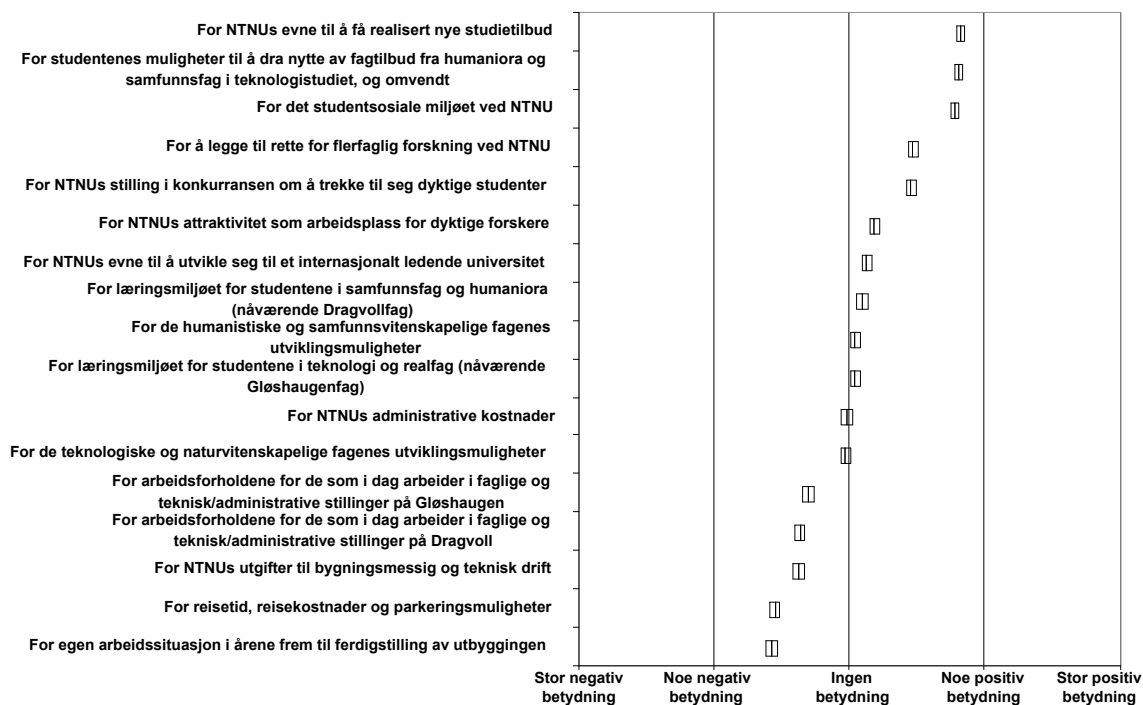 For NTNUs evne til å få realisert nye studietilbud
For studentenes muligheter til å dra nytte av fagtilbud fra humaniora og
samfunnsfag i teknologistudiet, og omvendt
For det studentsosiale miljøet ved NTNU
For å legge til rette for flerfaglig forskning ved NTNU
For NTNUs stilling i konkurransen om å trekke til seg dyktige studenter
For NTNUs attraktivitet som arbeidsplass for dyktige forskere
For NTNUs evne til å utvikle seg til et internasjonalt ledende universitet
For læringsmiljøet for studentene i samfunnsfag og humaniora
(nåværende Dragvollfag)
For de humanistiske og samfunnsvitenskapelige fagenes
utviklingsmuligheter
For læringsmiljøet for studentene i teknologi og realfag (nåværende
Gløshaugenfag)
For NTNUs administrative kostnader
For de teknologiske og naturvitenskapelige fagenes utviklingsmuligheter
For arbeidsforholdene for de som i dag arbeider i faglige og
teknisk/administrative stillinger på Gløshaugen
For arbeidsforholdene for de som i dag arbeider i faglige og
teknisk/administrative stillinger på Dragvoll
For NTNUs utgifter til bygningsmessig og teknisk drift
For reisetid, reisekostnader og parkeringsmuligheter
For egen arbeidssituasjon i årene frem til ferdigstilling av utbyggingen
Stor negativ
betydning
Noe negativ
betydning
Ingen
betydning
Noe positiv
betydning
Stor positiv
betydning